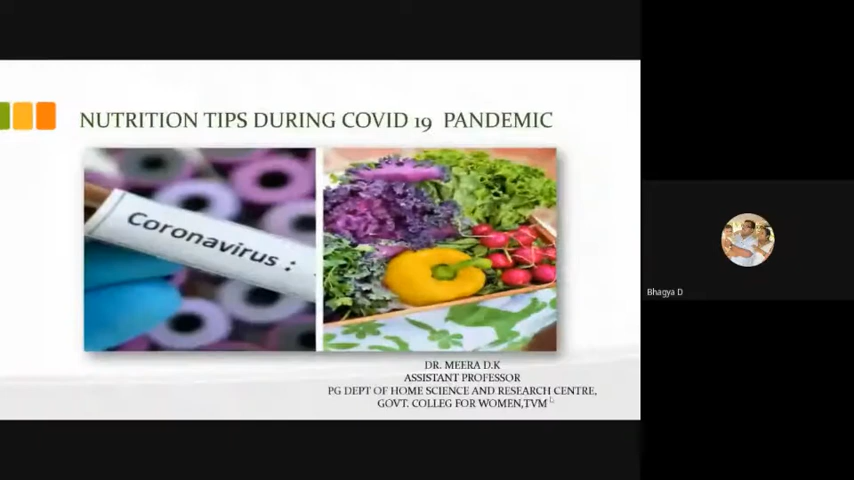 NUTRITION TIPS DURING COVID 19 PANDEMIC
Coronavirus :
DR. MEERA D.K
ASSISTANT PROFESSOR
PG DEPT OF HOME SCIENCE AND RESEARCH CENTRE,
GOVT. COLLEG FOR WOMEN,TVM
Bhagya D